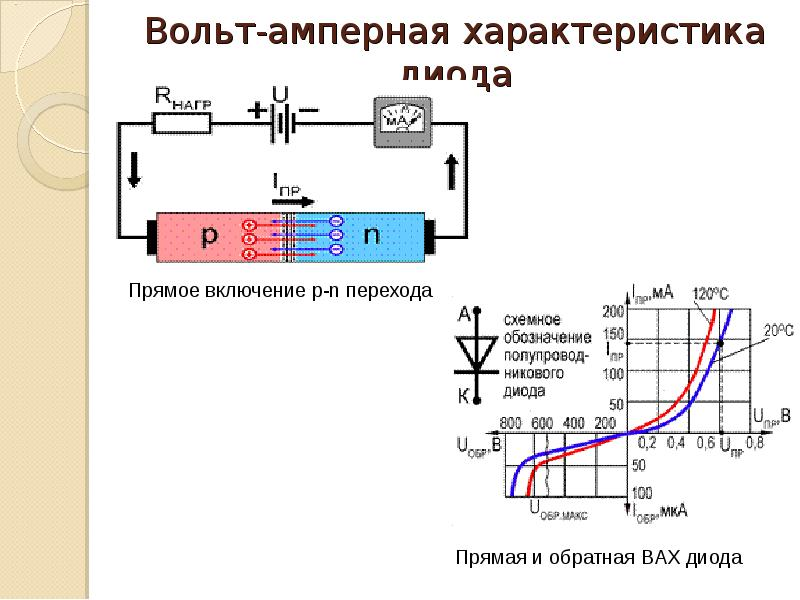 Вольт-амперная характеристика
диода
RНАГР
+ U −
A
мА
IПР
p
n
Прямое включение p-n перехода
А
К
схемное
обозначение
полупровод-
никового
диода
IПР,мА
120°С
200
150
IПР
100
50
20°С
UПР,В
800 600 400 200
0,2 0,4 0,6 UПР 0,8
UОБР,В
50
100
UОБР.МАКС
IОБР,мкА
Прямая и обратная ВАХ диода